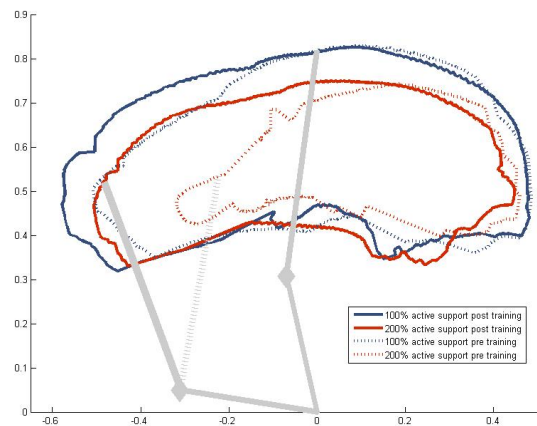 0.9
0.8
0.7
0.6
0.5
0.4
0.3
0.2
0.1
0
100% active support post training
200% active support post training
100% active support pre training
200% active support pre training
-0.6 -0.4 -0.2 0 0.2 0.4